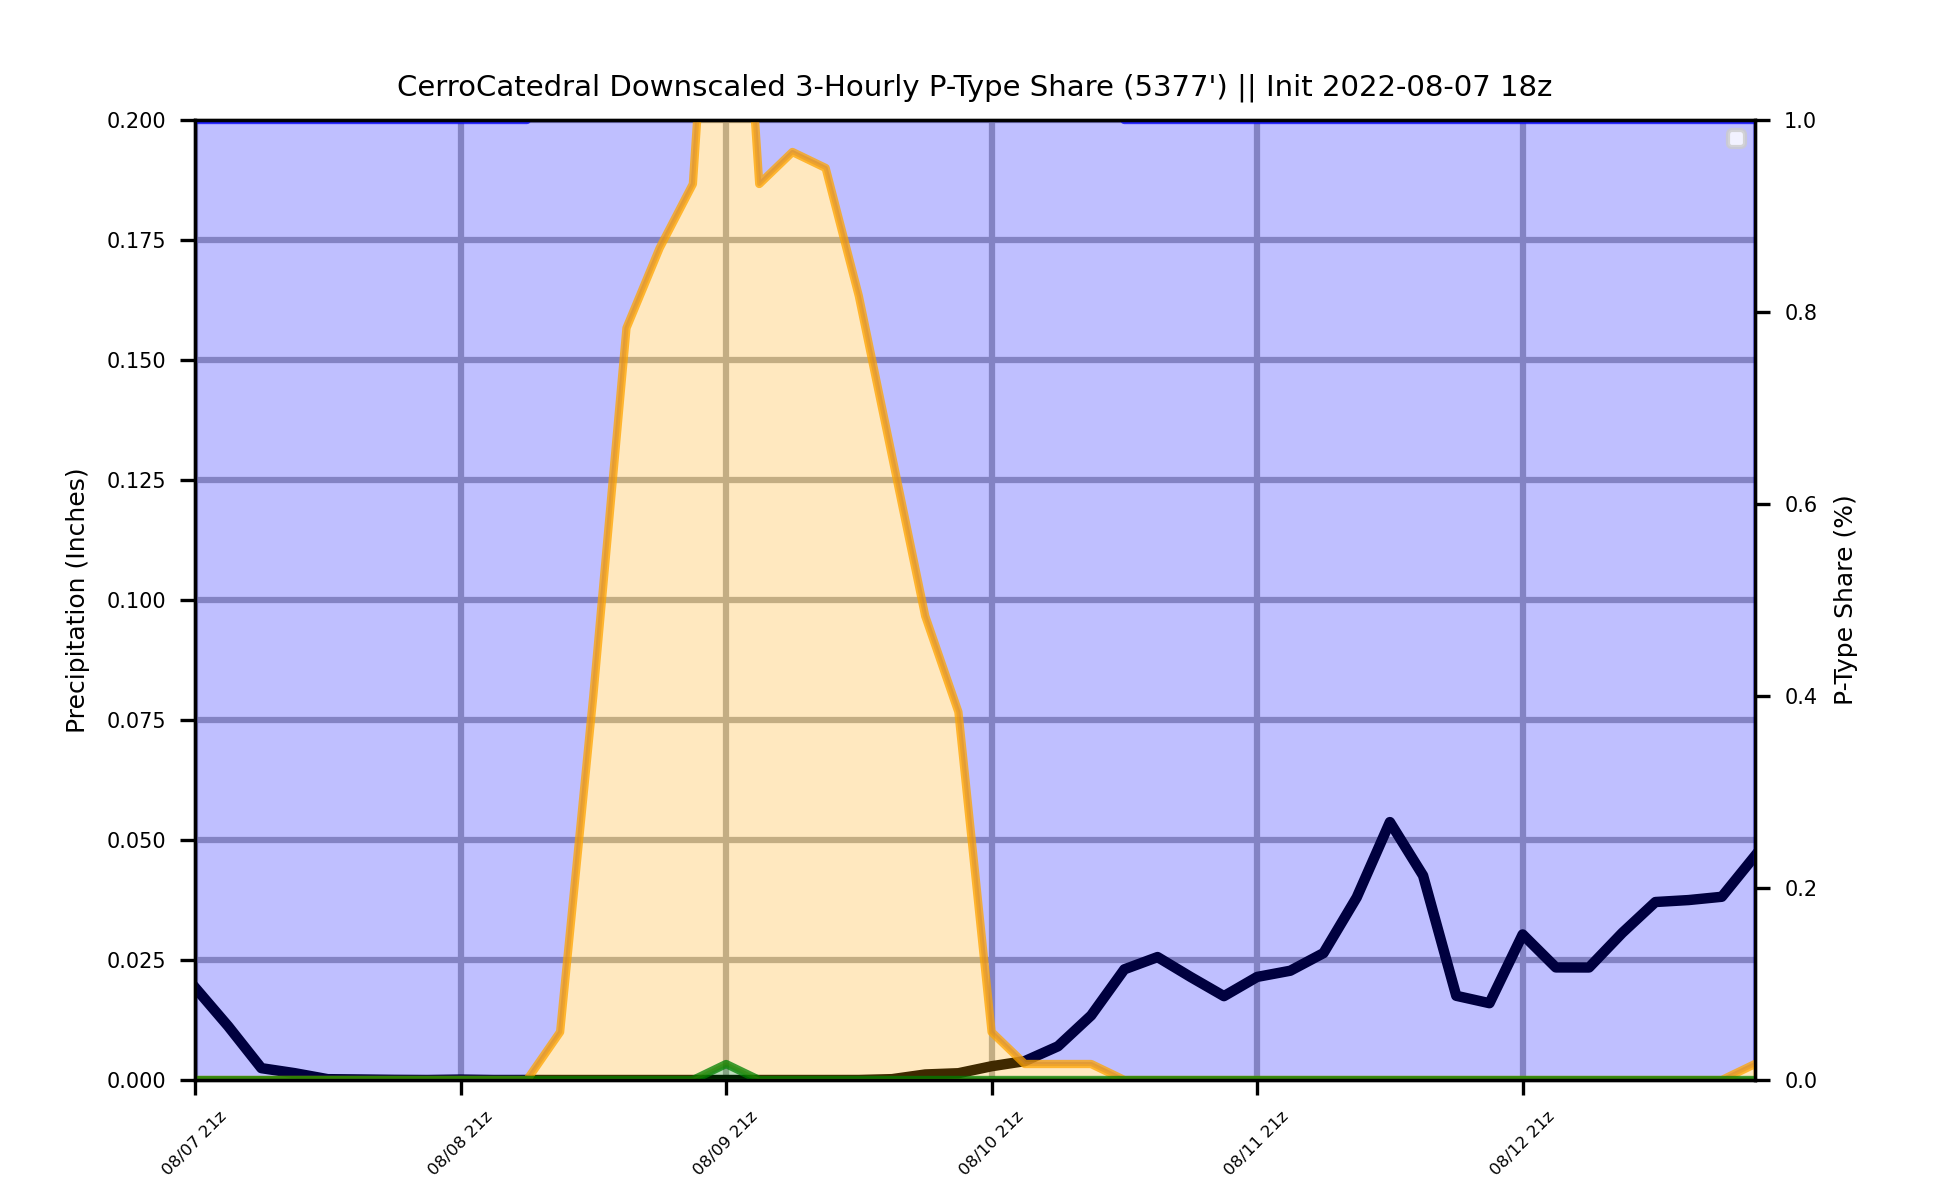 CerroCatedral Downscaled 3-Hourly P-Type Share (5377') || Init 2022-08-07 18z
Precipitation (Inches)
0.200
0.175
0.150
0.125
0.100
0.075
0.050
0.025
0.000
1.0
0.8
0.6
0.4
0.2
0.0
P-Type Share (%)
08/07 21z
08/08 21z
08/09 21z
08/10 21z
08/11 21z
08/12 21z